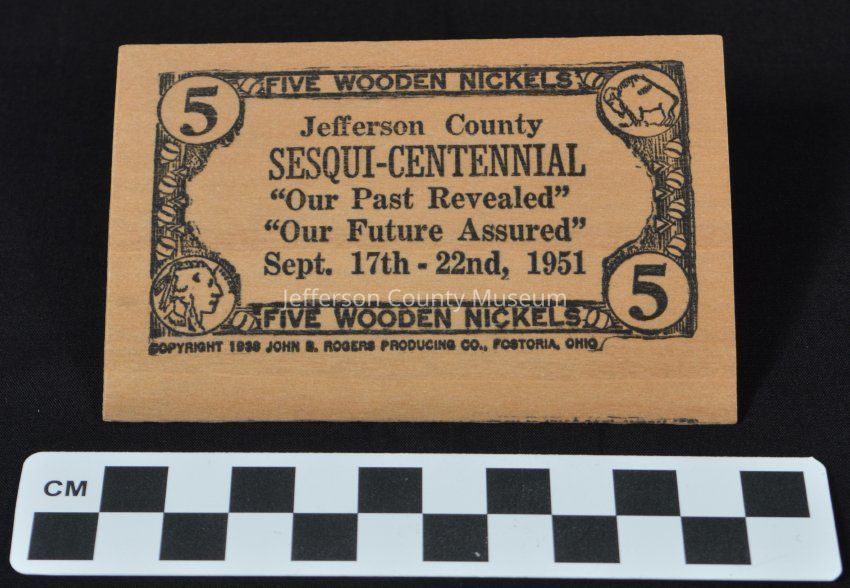 FIVE WOODEN NICKELS
5
Jefferson County
SESQUI-CENTENNIAL
"Our Past Revealed"
"Our Future Assured"
Sept. 17th - 22nd, 1951
Jefferson County Museum
5
FIVE WOODEN NICKELS
COPYRIGHT 1938 JOHN B. ROGERS PRODUCING CO., FOSTORIA, OHIO
CM